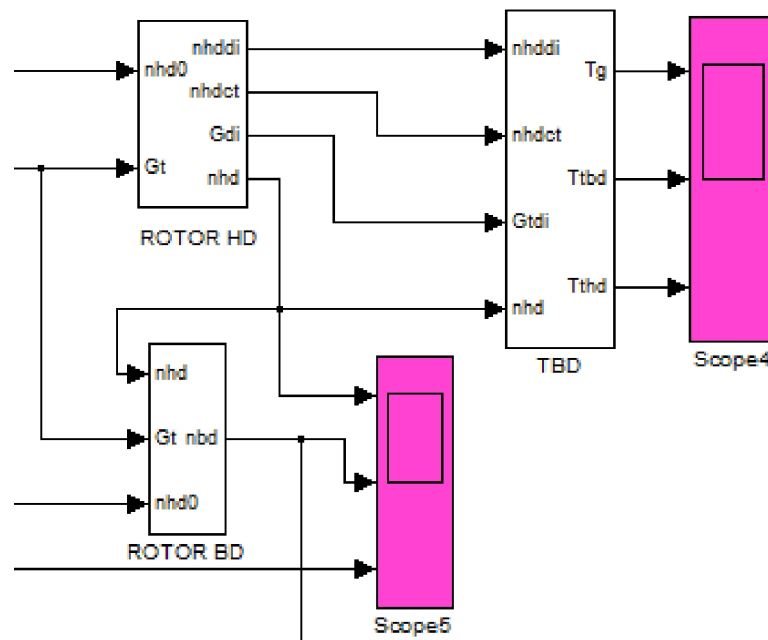 nhd0
Gt
nhddi
nhdct
Gdi
nhd
ROTOR HD
nhddi
nhdct
Gtdi
nhd
Tg
Ttbd
Tthd
TBD
Scope4
nhd
Gt nbd
nhd0
ROTOR BD
Scope5